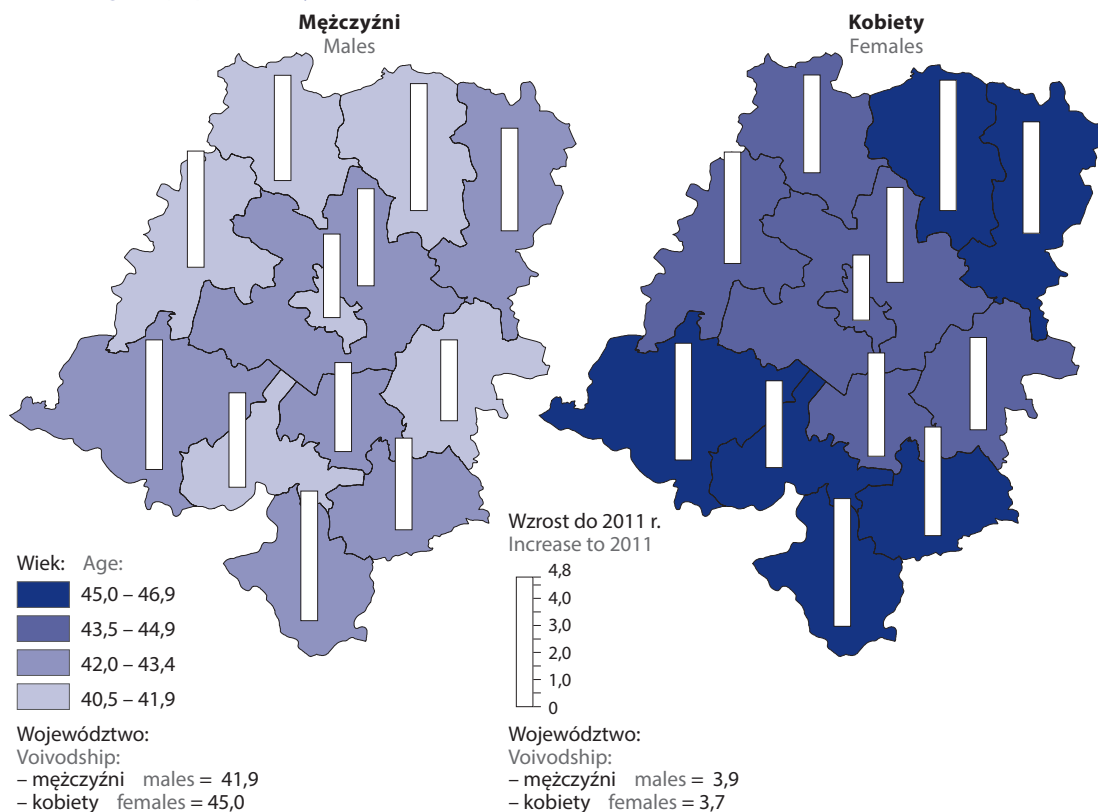 Mężczyźni
Males
Kobiety
Females
Wiek: Age:
45,0 – 46,9
43,5 – 44,9
42,0 – 43,4
40,5 – 41,9
Województwo:
Voivodship:
– mężczyźni males = 41,9
– kobiety females = 45,0
Wzrost do 2011 r.
Increase to 2011
4,8
4,0
3,0
2,0
1,0
0
Województwo:
Voivodship:
– mężczyźni males = 3,9
– kobiety females = 3,7